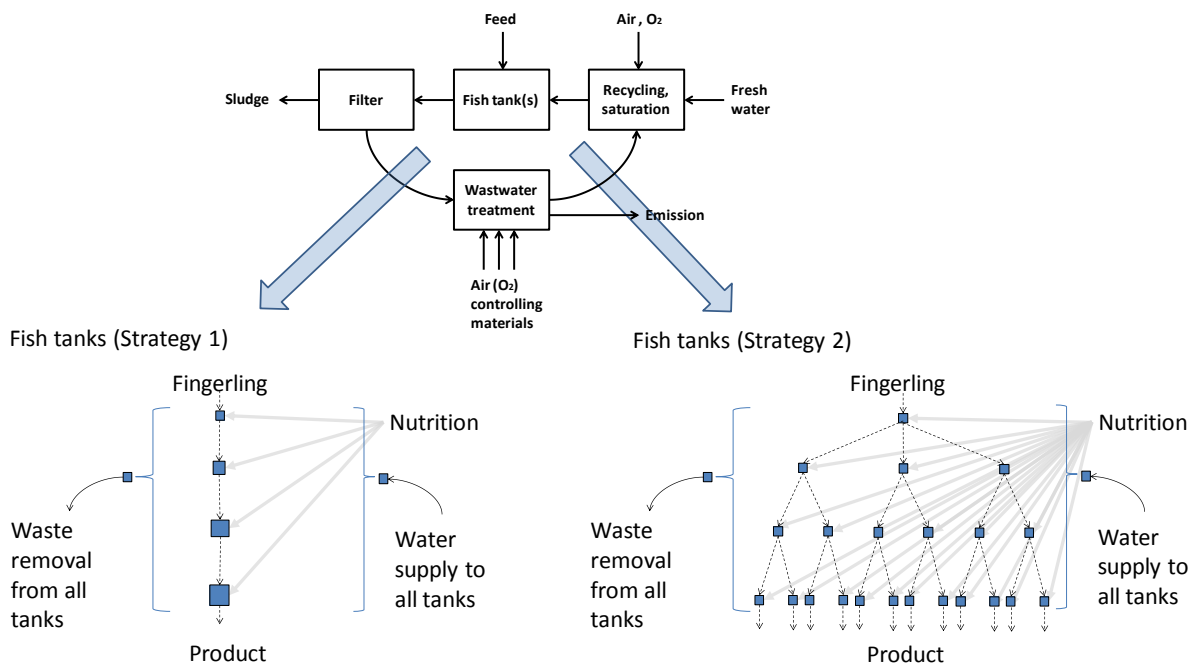 Feed
Air , O₂
Sludge
Filter
Fish tank(s)
Recycling,
saturation
Fresh
water
Wastwater
treatment
Emission
Air (O₂)
controlling
materials
Fish tanks (Strategy 1)
Fingerling
Nutrition
Waste
removal
from all
tanks
Water
supply to
all tanks
Product
Fish tanks (Strategy 2)
Fingerling
Nutrition
Waste
removal
from all
tanks
Water
supply to
all tanks
Product